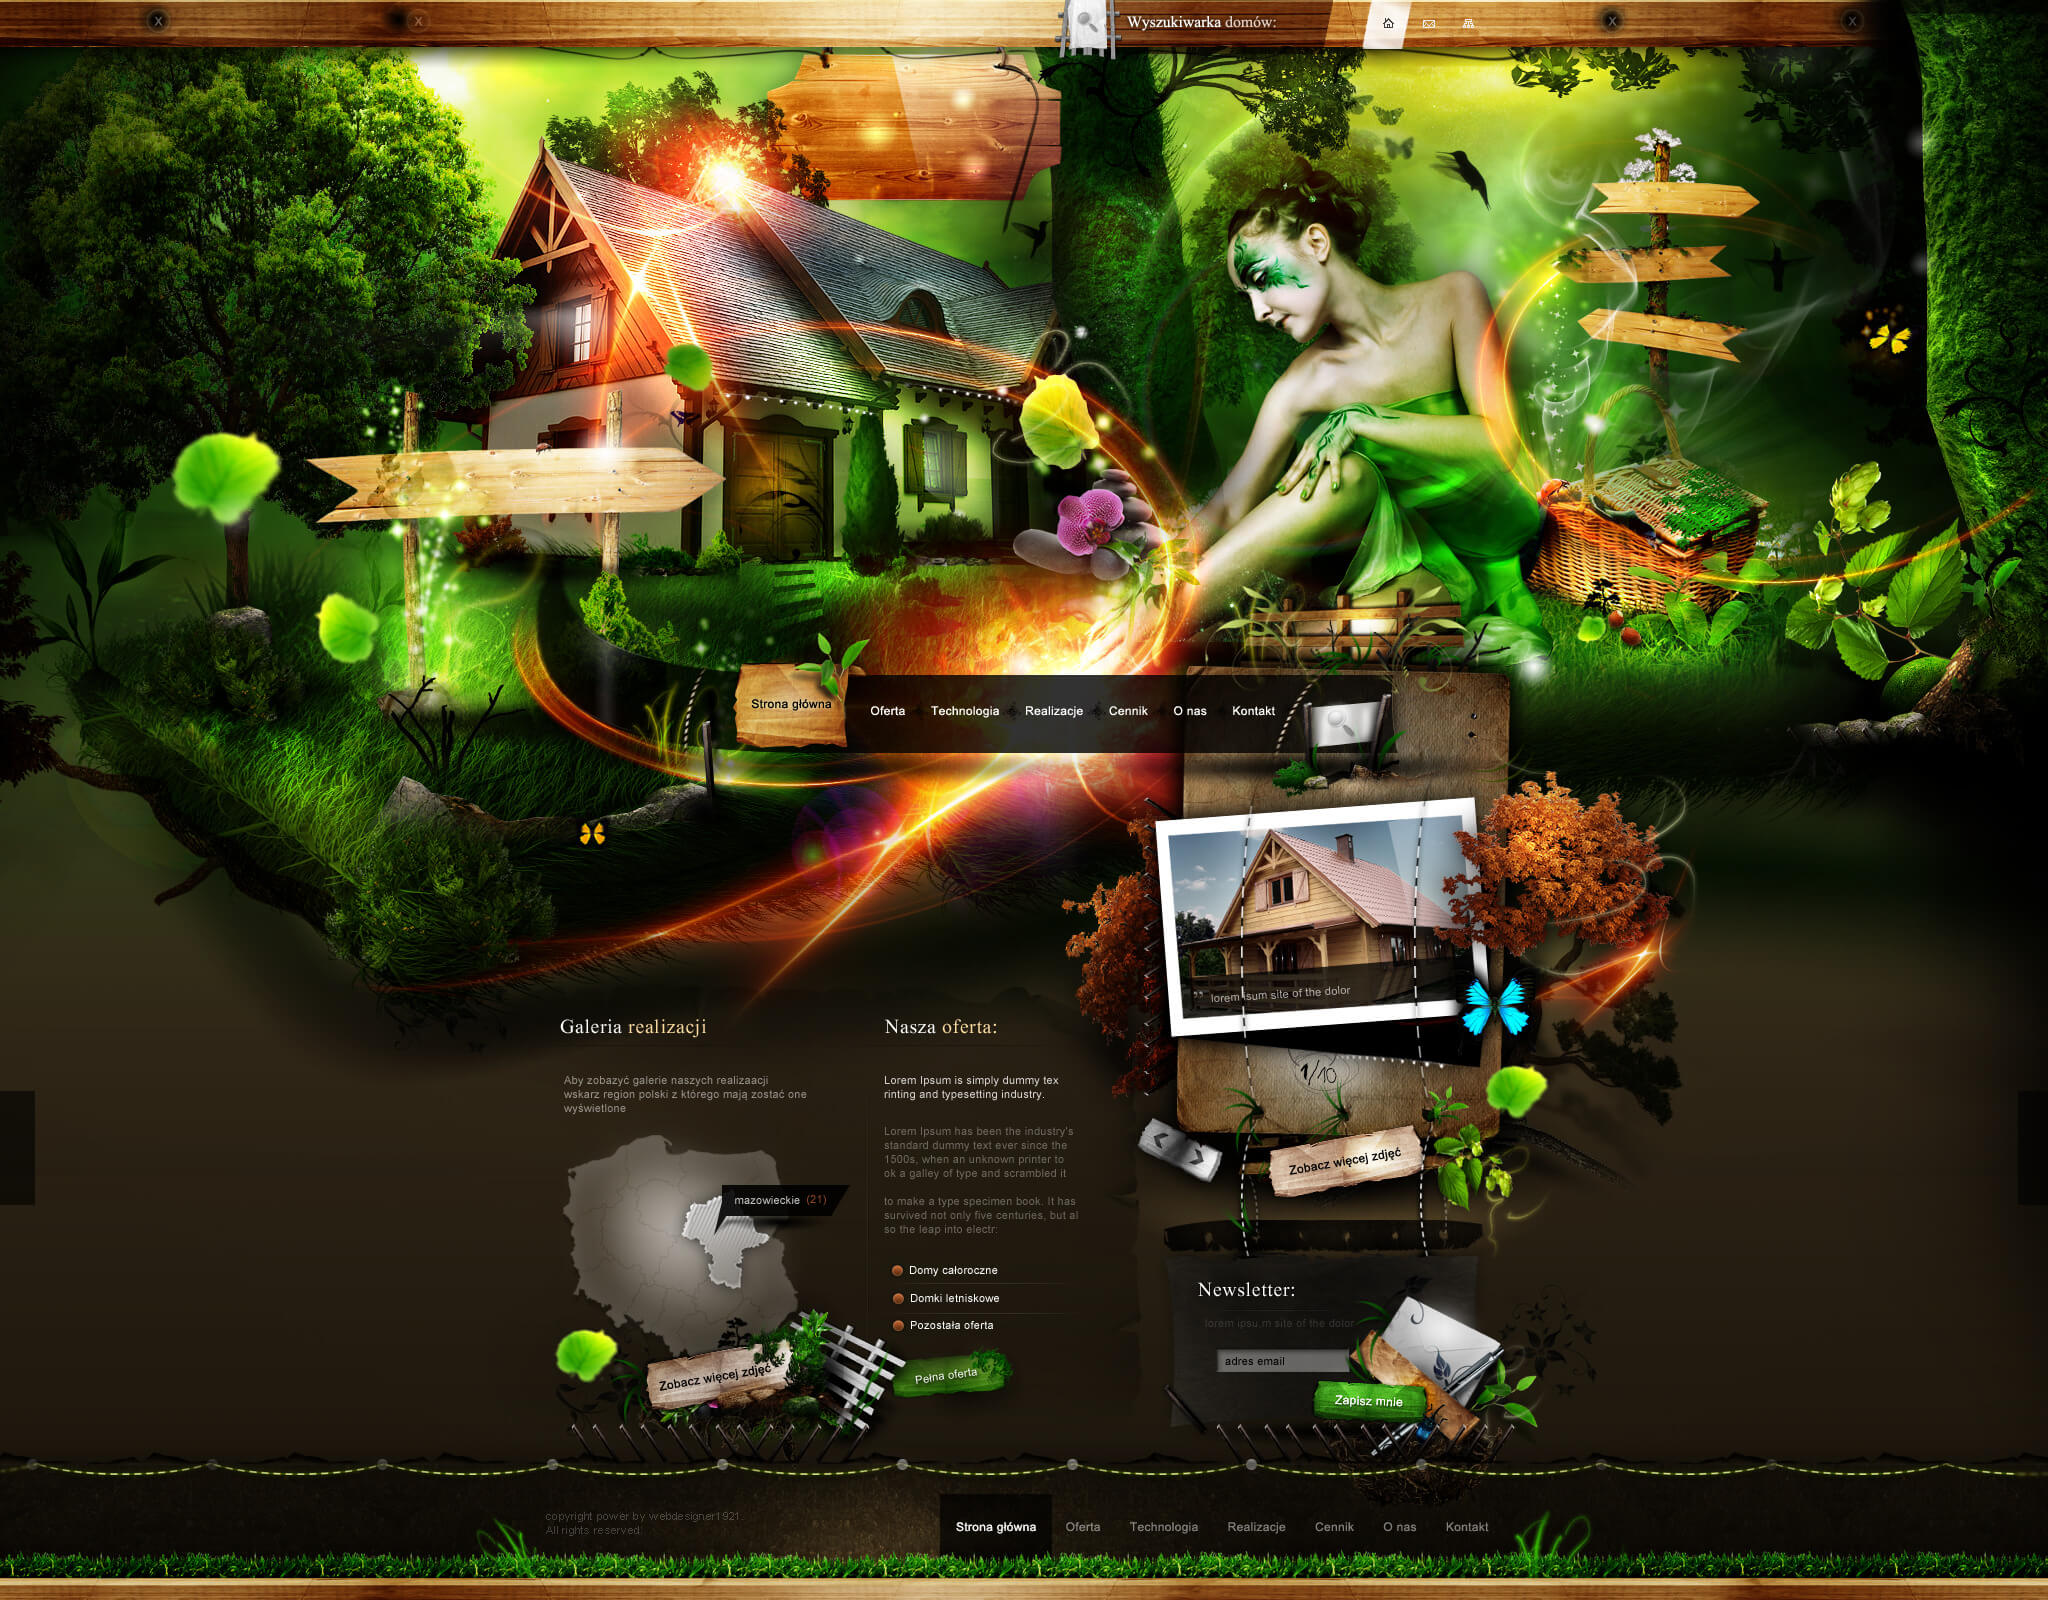 Wyszukiwarka domów:
Strona główna
Oferta
Technologia
Realizacje
Cennik
O nas
Kontakt
lorem isum site of the dolor
1/10
Zobacz więcej zdjęć
Galeria realizacji
Aby zobazyć galerie naszych realizaacji
wskarz region polski z którego mają zostać one
wyświetlone
mazowieckie (21)
Zobacz więcej zdjęć
Nasza oferta:
Lorem Ipsum is simply dummy tex
rinting and typesetting industry.
Lorem Ipsum has been the industry's
standard dummy text ever since the
1500s, when an unknown printer to
ok a galley of type and scrambled it
to make a type specimen book. It has
survived not only five centuries, but al
so the leap into electr:
Domy całoroczne
Domki letniskowe
Pozostała oferta
Pełna oferta
Newsletter:
lorem ipsu,m site of the dolor
adres email
Zapisz mnie
copyright power by webdesigner1921.
All rights reserved.
Strona główna
Oferta
Technologia
Realizacje
Cennik
O nas
Kontakt